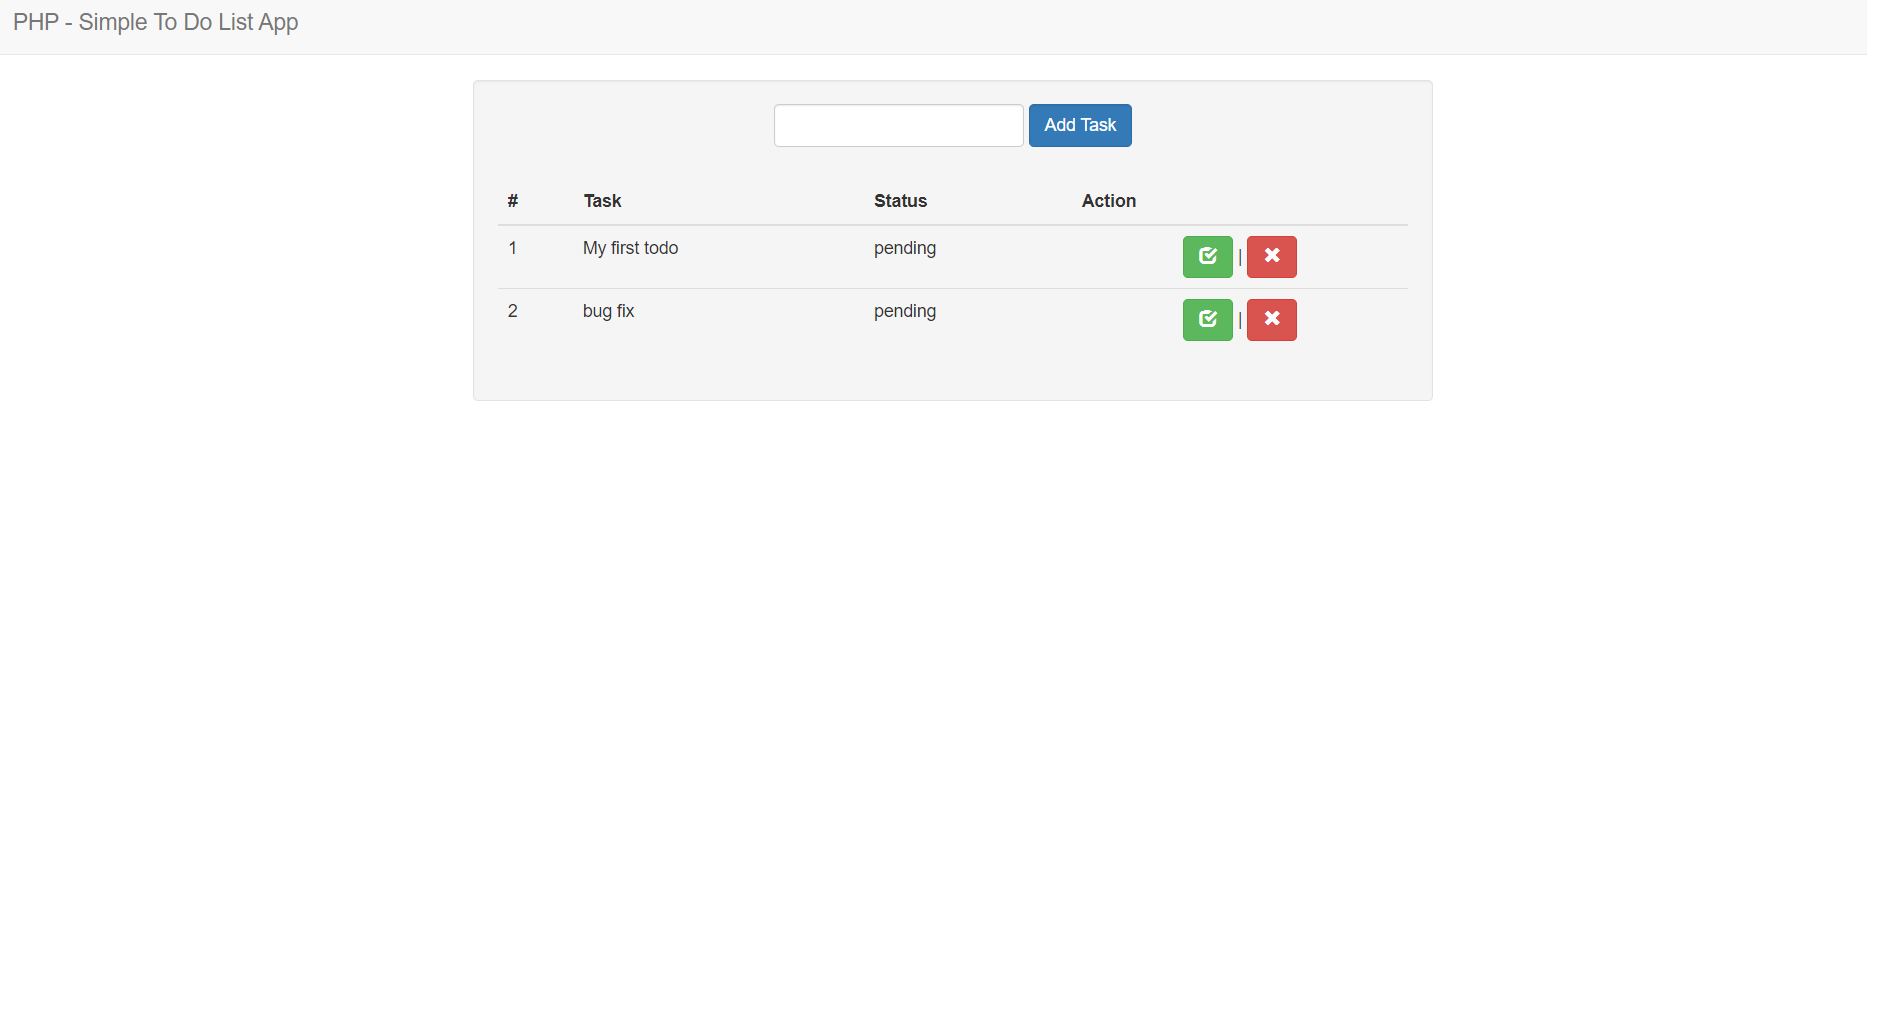 PHP - Simple To Do List App
Add Task
# Task Status Action
1 My first todo pending |
2 bug fix pending |